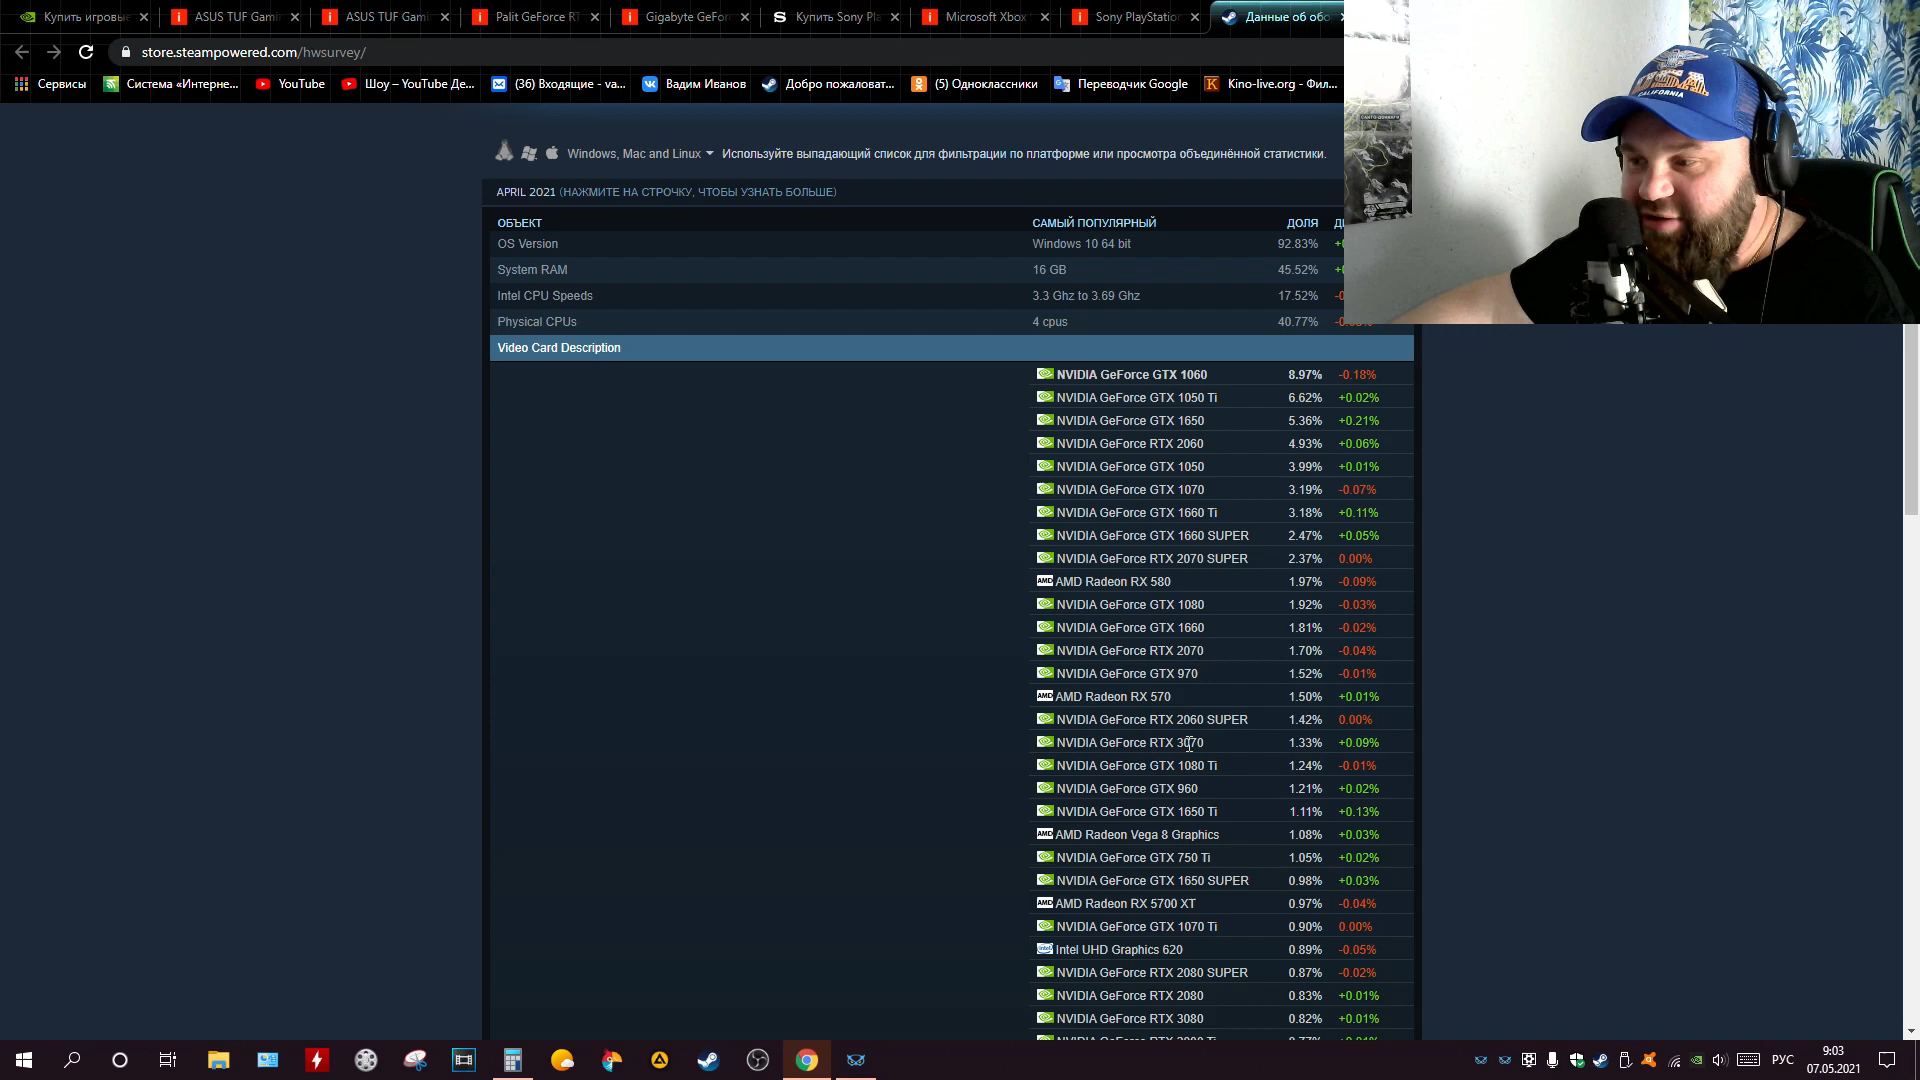 Купить игровые
ASUS TUF Gami
ASUS TUF Gami
Palit GeForce RT
Gigabyte GeFor
Купить Sony Pla
Microsoft Xbox
Sony PlayStation
Данные об обо
store.steampowered.com/hwsurvey/
Сервисы
Система «Интерне...
YouTube
Шоу – YouTube Де...
(36) Входящие - va...
Вадим Иванов
Добро пожаловат...
(5) Одноклассники
Переводчик Google
Kino-live.org - Фил...
CALIFORNIA
Windows, Mac and Linux Используйте выпадающий список для фильтрации по платформе или просмотра объединённой статистики.
APRIL 2021 (НАЖМИТЕ НА СТРОЧКУ, ЧТОБЫ УЗНАТЬ БОЛЬШЕ)
ОБЪЕКТ САМЫЙ ПОПУЛЯРНЫЙ ДОЛЯ
OS Version Windows 10 64 bit 92.83%
System RAM 16 GB 45.52%
Intel CPU Speeds 3.3 Ghz to 3.69 Ghz 17.52%
Physical CPUs 4 cpus 40.77%
Video Card Description
NVIDIA GeForce GTX 1060 8.97% -0.18%
NVIDIA GeForce GTX 1050 Ti 6.62% +0.02%
NVIDIA GeForce GTX 1650 5.36% +0.21%
NVIDIA GeForce RTX 2060 4.93% +0.06%
NVIDIA GeForce GTX 1050 3.99% +0.01%
NVIDIA GeForce GTX 1070 3.19% -0.07%
NVIDIA GeForce GTX 1660 Ti 3.18% +0.11%
NVIDIA GeForce GTX 1660 SUPER 2.47% +0.05%
NVIDIA GeForce RTX 2070 SUPER 2.37% 0.00%
AMD AMD Radeon RX 580 1.97% -0.09%
NVIDIA GeForce GTX 1080 1.92% -0.03%
NVIDIA GeForce GTX 1660 1.81% -0.02%
NVIDIA GeForce RTX 2070 1.70% -0.04%
NVIDIA GeForce GTX 970 1.52% -0.01%
AMD AMD Radeon RX 570 1.50% +0.01%
NVIDIA GeForce RTX 2060 SUPER 1.42% 0.00%
NVIDIA GeForce RTX 3070 1.33% +0.09%
NVIDIA GeForce GTX 1080 Ti 1.24% -0.01%
NVIDIA GeForce GTX 960 1.21% +0.02%
NVIDIA GeForce GTX 1650 Ti 1.11% +0.13%
AMD AMD Radeon Vega 8 Graphics 1.08% +0.03%
NVIDIA GeForce GTX 750 Ti 1.05% +0.02%
NVIDIA GeForce GTX 1650 SUPER 0.98% +0.03%
AMD AMD Radeon RX 5700 XT 0.97% -0.04%
NVIDIA GeForce GTX 1070 Ti 0.90% 0.00%
intel Intel UHD Graphics 620 0.89% -0.05%
NVIDIA GeForce RTX 2080 SUPER 0.87% -0.02%
NVIDIA GeForce RTX 2080 0.83% +0.01%
NVIDIA GeForce RTX 3080 0.82% +0.01%
РУС
9:03
07.05.2021